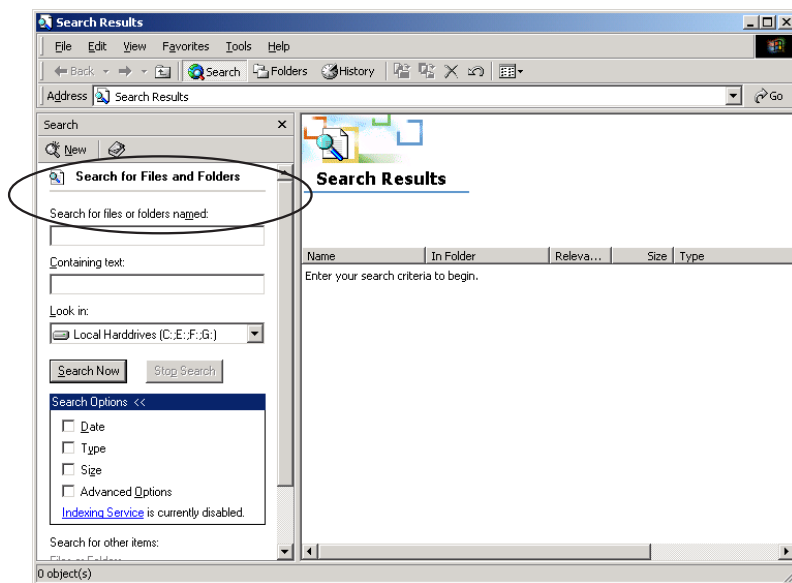 Search Results
File Edit View Favorites Tools Help
Back Search Folders History
Address Search Results Go
Search
New
Search for Files and Folders
Search for files or folders named:
Containing text:
Look in:
Local Harddrives (C:;E:;F:;G:)
Search Now Stop Search
Search Options <<
Date
Type
Size
Advanced Options
Indexing Service is currently disabled.
Search for other items:
Files or Folders
Search Results
Name In Folder Releva... Size Type
Enter your search criteria to begin.
0 object(s)